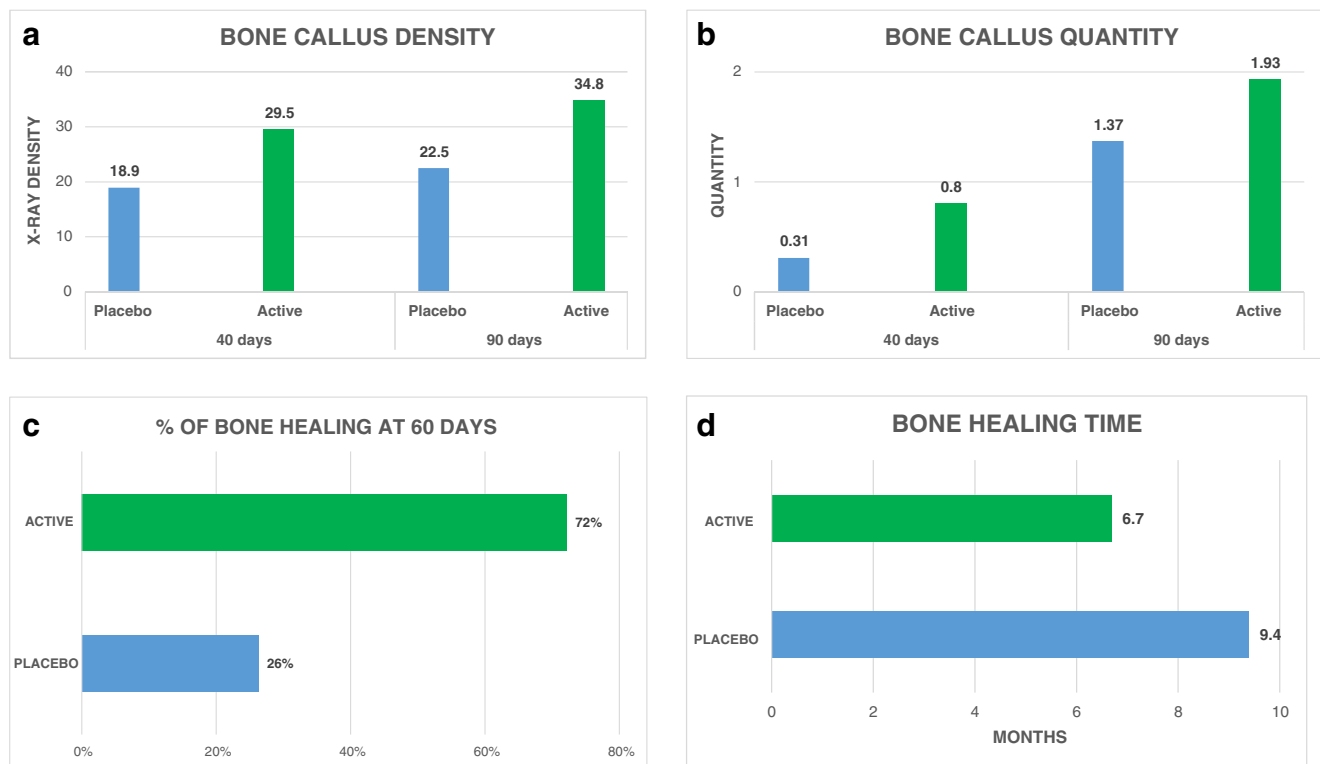 a
BONE CALLUS DENSITY
X-RAY DENSITY
40
30
20
10
0
18.9
29.5
22.5
34.8
Placebo Active Placebo Active
40 days 90 days
b
BONE CALLUS QUANTITY
QUANTITY
2
1
0
0.31
0.8
1.37
1.93
Placebo Active Placebo Active
40 days 90 days
c
% OF BONE HEALING AT 60 DAYS
ACTIVE 72%
PLACEBO 26%
0% 20% 40% 60% 80%
d
BONE HEALING TIME
ACTIVE 6.7
PLACEBO 9.4
0 2 4 6 8 10
MONTHS